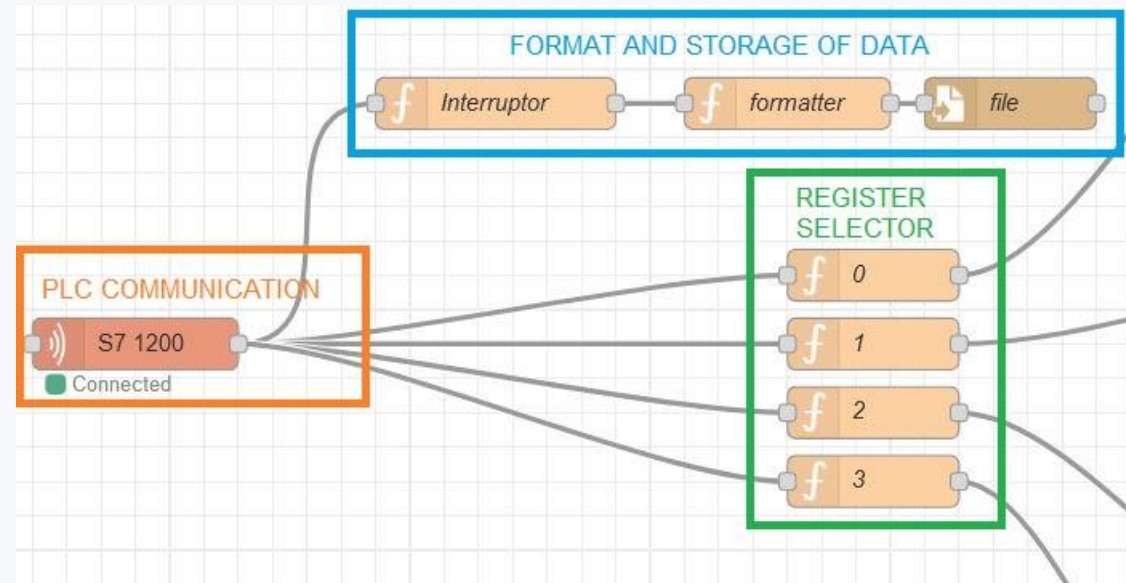 FORMAT AND STORAGE OF DATA
Interruptor
formatter
file
REGISTER
SELECTOR
0
PLC COMMUNICATION
S7 1200
1
Connected
2
3